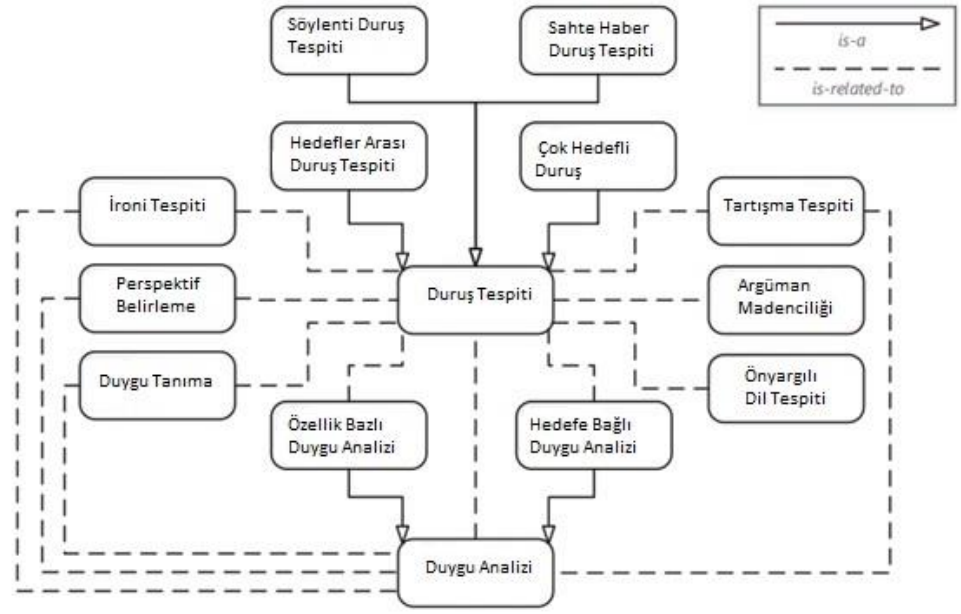 Söylenti Duruş
Tespiti
Sahte Haber
Duruş Tespiti
is-a
is-related-to
Hedefler Arası
Duruş Tespiti
Çok Hedefli
Duruş
İroni Tespiti
Tartışma Tespiti
Perspektif
Belirleme
Duruş Tespiti
Argüman
Madenciliği
Duygu Tanıma
Önyargılı
Dil Tespiti
Özellik Bazlı
Duygu Analizi
Hedefe Bağlı
Duygu Analizi
Duygu Analizi